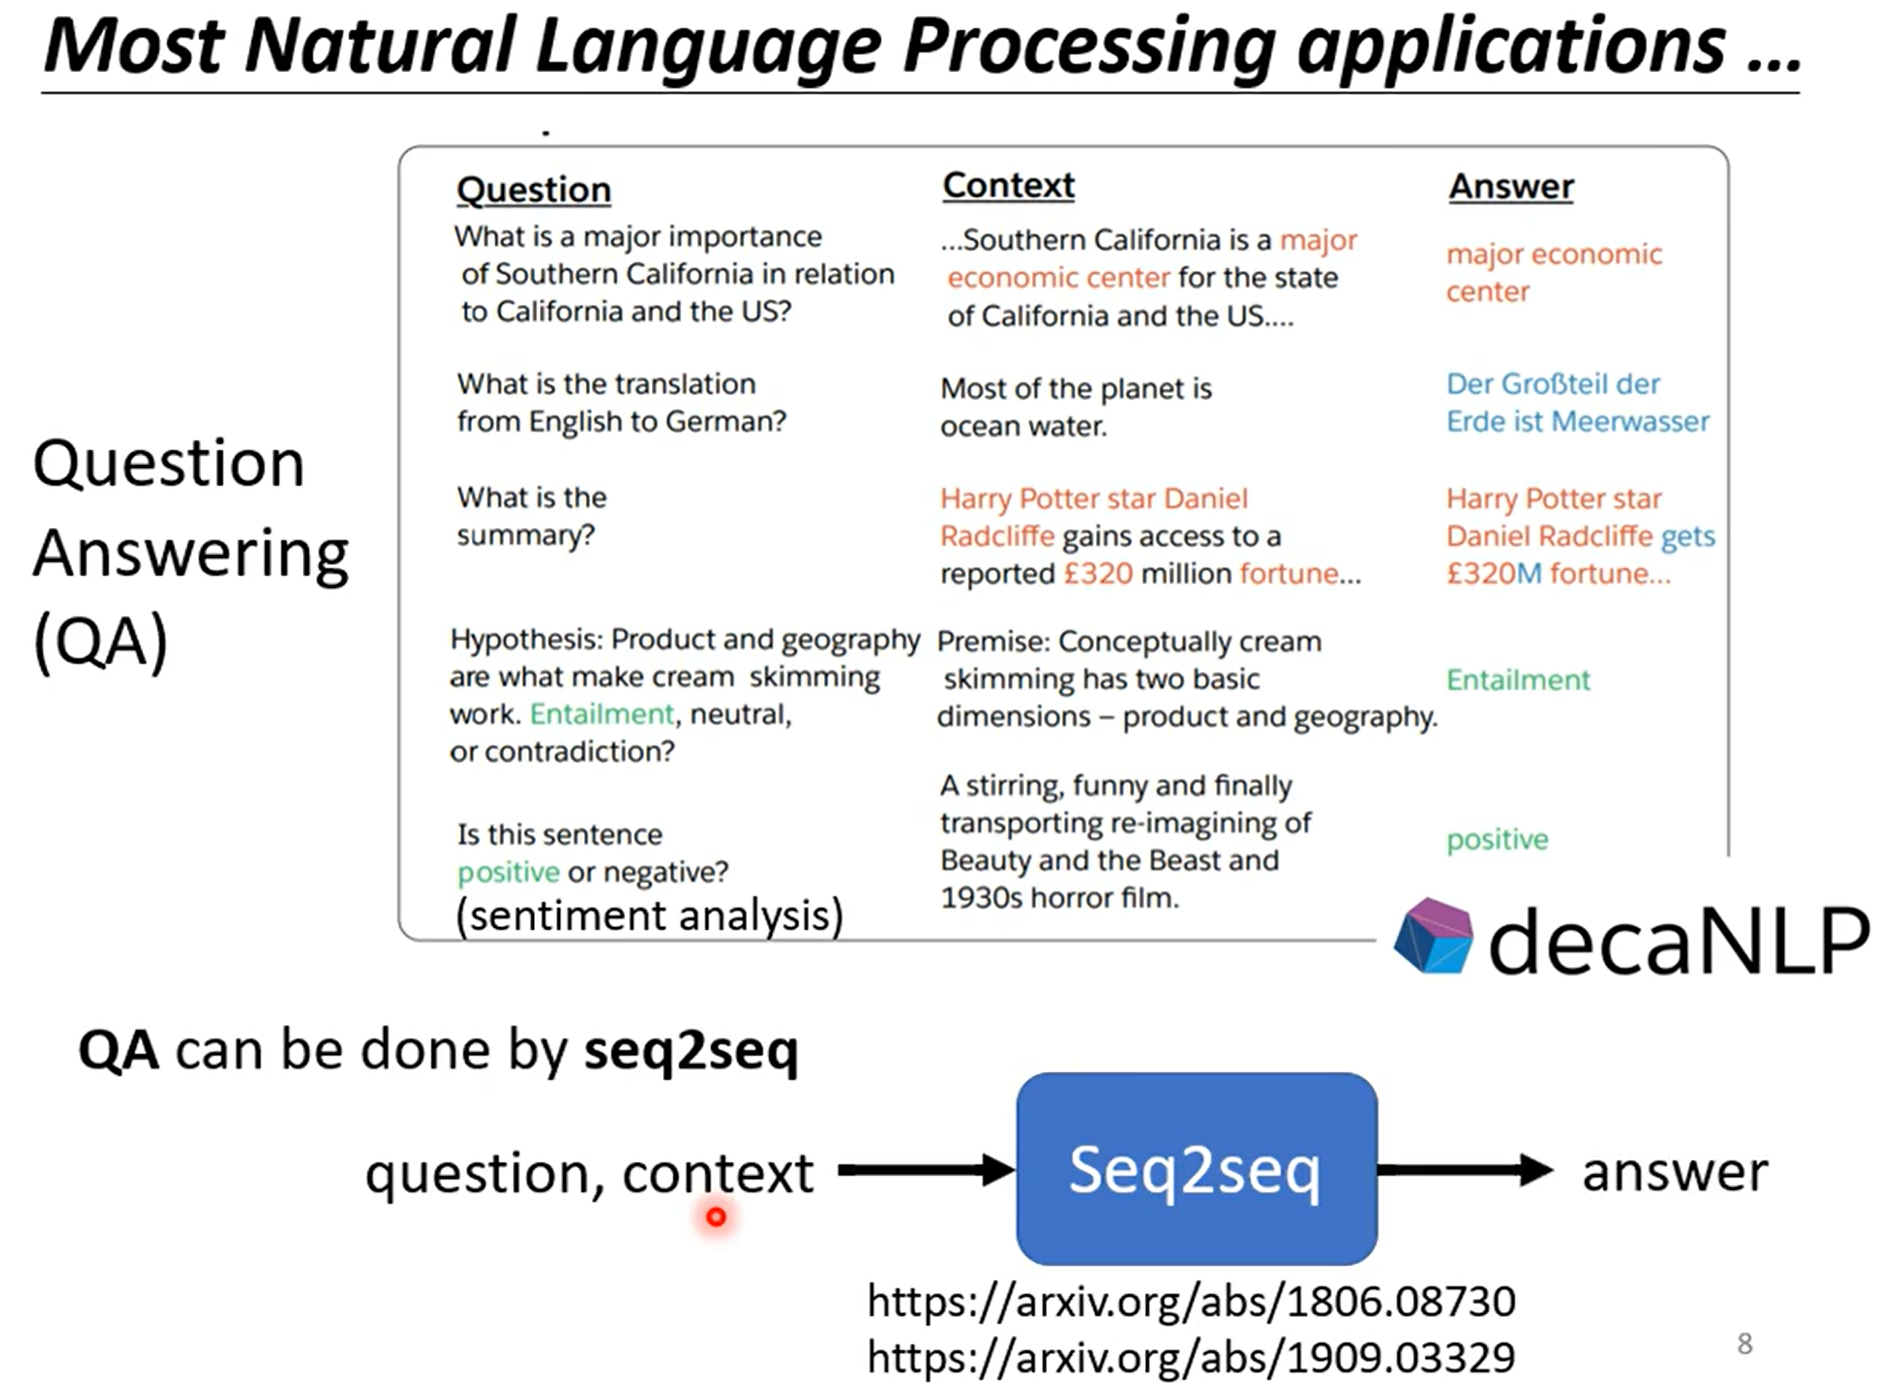 Most Natural Language Processing applications ...
Question
Answering
(QA)
Question
What is a major importance
of Southern California in relation
to California and the US?
What is the translation
from English to German?
What is the
summary?
Hypothesis: Product and geography
are what make cream skimming
work. Entailment, neutral,
or contradiction?
Is this sentence
positive or negative?
(sentiment analysis)
Context
...Southern California is a major
economic center for the state
of California and the US....
Most of the planet is
ocean water.
Harry Potter star Daniel
Radcliffe gains access to a
reported £320 million fortune...
Premise: Conceptually cream
skimming has two basic
dimensions – product and geography.
A stirring, funny and finally
transporting re-imagining of
Beauty and the Beast and
1930s horror film.
Answer
major economic
center
Der Großteil der
Erde ist Meerwasser
Harry Potter star
Daniel Radcliffe gets
£320M fortune...
Entailment
positive
decaNLP
QA can be done by seq2seq
question, context
Seq2seq
answer
https://arxiv.org/abs/1806.08730
https://arxiv.org/abs/1909.03329
8